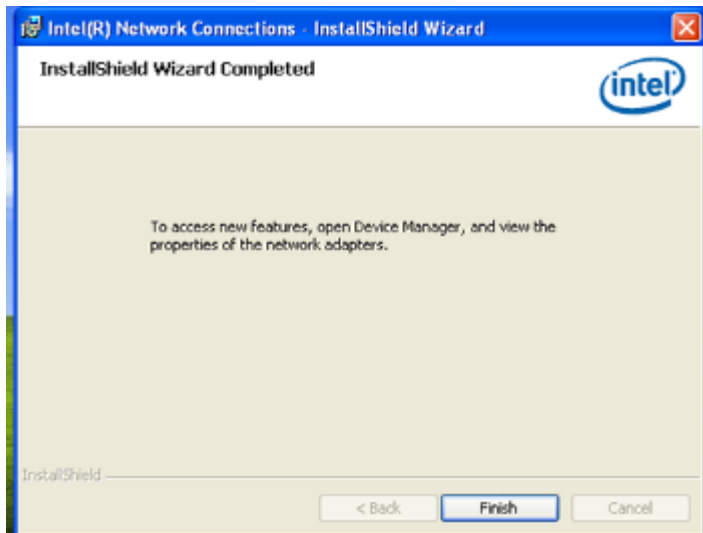 Intel(R) Network Connections - InstallShield Wizard
InstallShield Wizard Completed
intel
To access new features, open Device Manager, and view the
properties of the network adapters.
InstallShield
< Back Finish Cancel